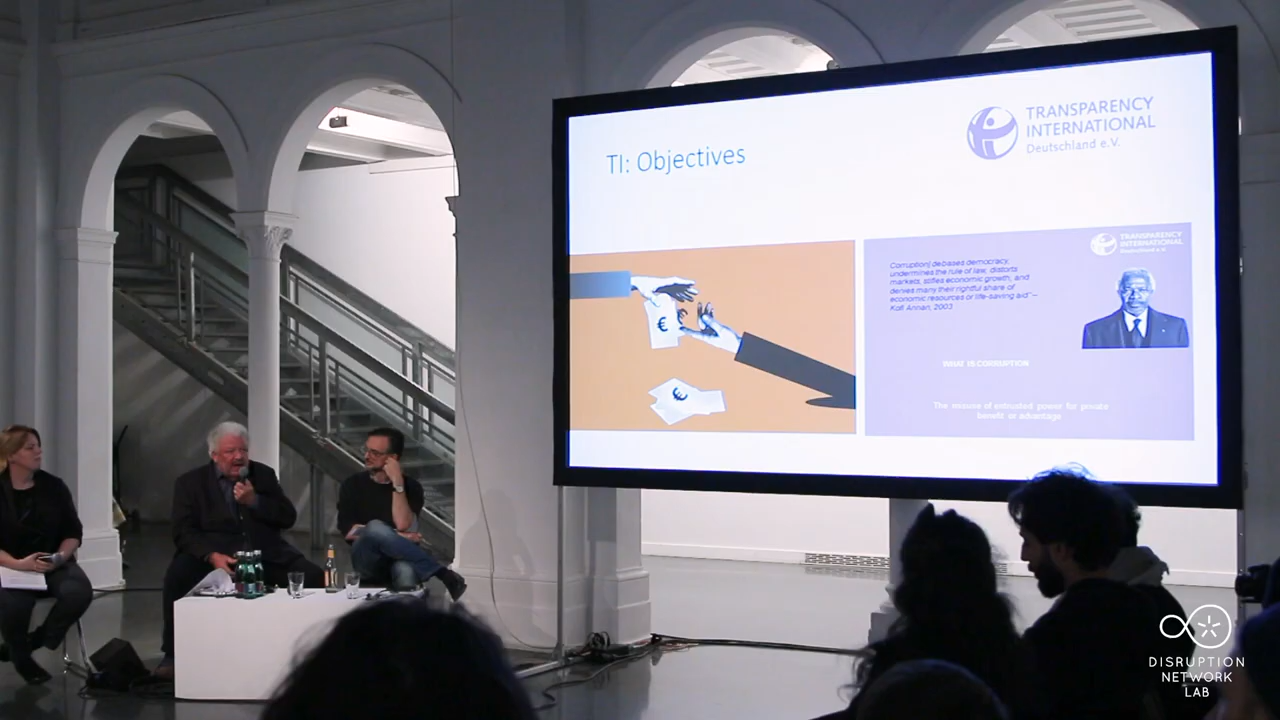 TI: Objectives
TRANSPARENCY
INTERNATIONAL
Deutschland e.V.
€
€
TRANSPARENCY
INTERNATIONAL
Deutschland e.V.
Corruption] debases democracy,
undermines the rule of law, distorts
markets, stifles economic growth, and
denies many their rightful share of
economic resources or life-saving aid" —
Kofi Annan, 2003
WHAT IS CORRUPTION
The misuse of entrusted power for private
benefit or advantage
DISRUPTION
NETWORK
LAB